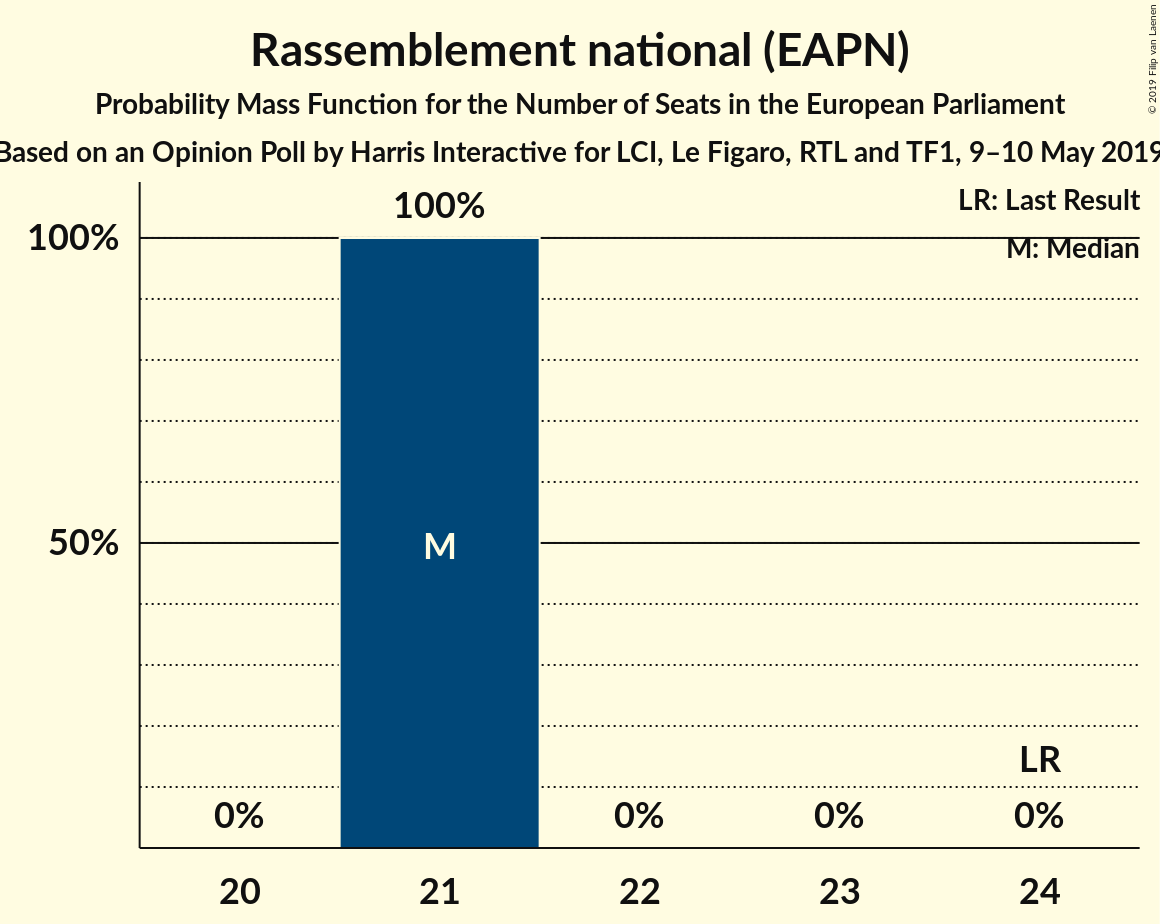 Rassemblement national (EAPN)
Probability Mass Function for the Number of Seats in the European Parliament
Based on an Opinion Poll by Harris Interactive for LCI, Le Figaro, RTL and TF1, 9–10 May 2019
© 2019 Filip van Laenen
LR: Last Result
M: Median
100%
100%
50%
M
LR
0%
0%
0%
0%
20
21
22
23
24